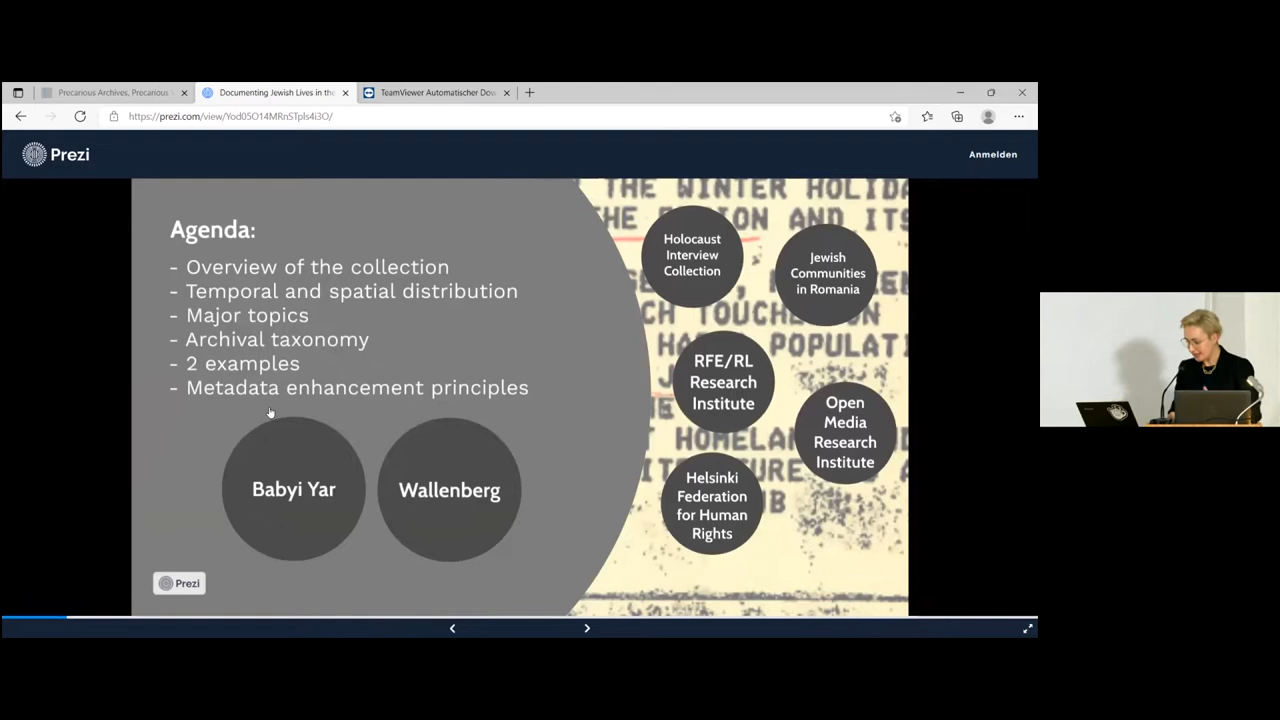 Precarious Archives, Precarious
Documenting Jewish Lives in the
TeamViewer Automatischer Dow
https://prezi.com/view/Yod05O14MRnSTpls4i3O/
Prezi
Anmelden
Agenda:
- Overview of the collection
- Temporal and spatial distribution
- Major topics
- Archival taxonomy
- 2 examples
- Metadata enhancement principles
Babyi Yar
Wallenberg
Prezi
THE WINTER HOLIDA
AND ITS
Holocaust
Interview
Collection
Jewish
Communities
in Romania
RFE/RL
Research
Institute
Open
Media
Research
Institute
Helsinki
Federation
for Human
Rights
POPULATI